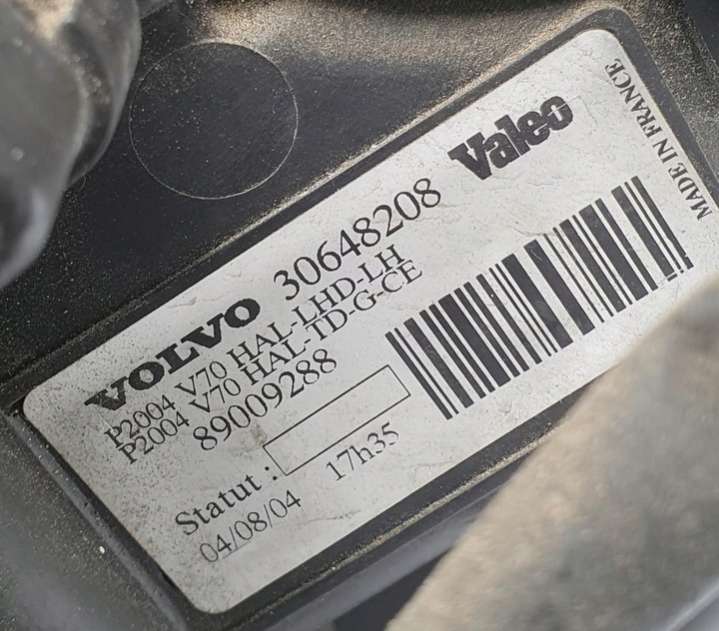 VOLVO 30648208 Valeo
P2004 V70 HAL-LHD-LH
P2004 V70 HAL-TD-G-CE
89009288
Statut :
04/08/04 17h35
MADE IN FRANCE